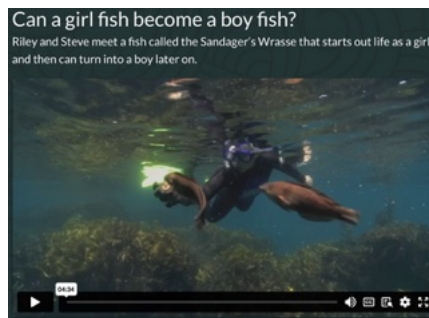 Can a girl fish become a boy fish?
Riley and Steve meet a fish called the Sandager's Wrasse that starts out life as a girl
and then can turn into a boy later on.
04:34